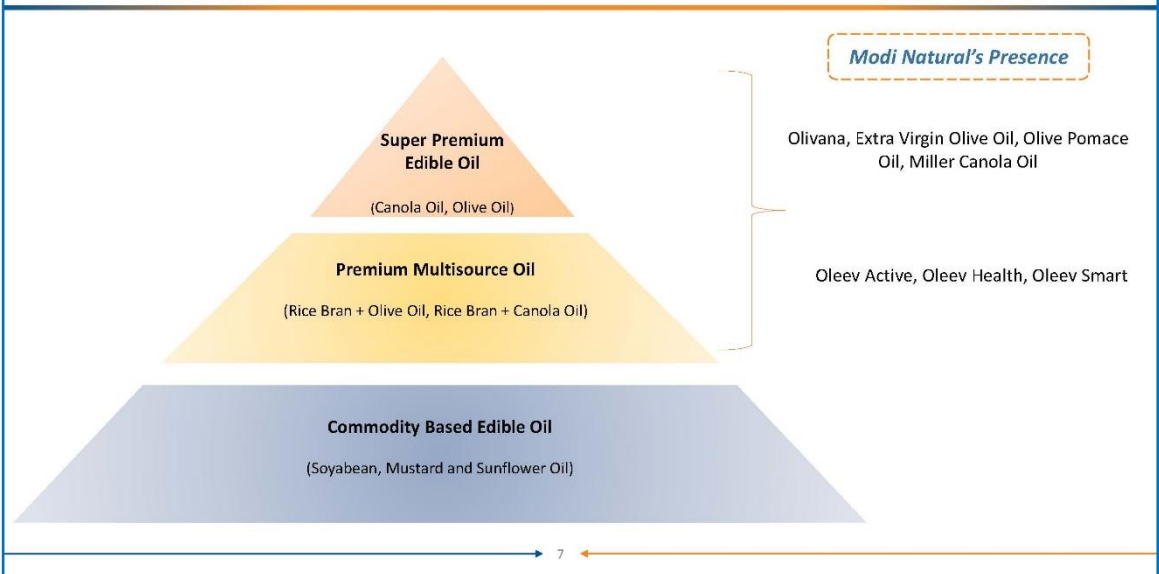 Modi Natural's Presence
Super Premium
Edible Oil
(Canola Oil, Olive Oil)
Olivana, Extra Virgin Olive Oil, Olive Pomace
Oil, Miller Canola Oil
Premium Multisource Oil
(Rice Bran + Olive Oil, Rice Bran + Canola Oil)
Oleev Active, Oleev Health, Oleev Smart
Commodity Based Edible Oil
(Soyabean, Mustard and Sunflower Oil)
7